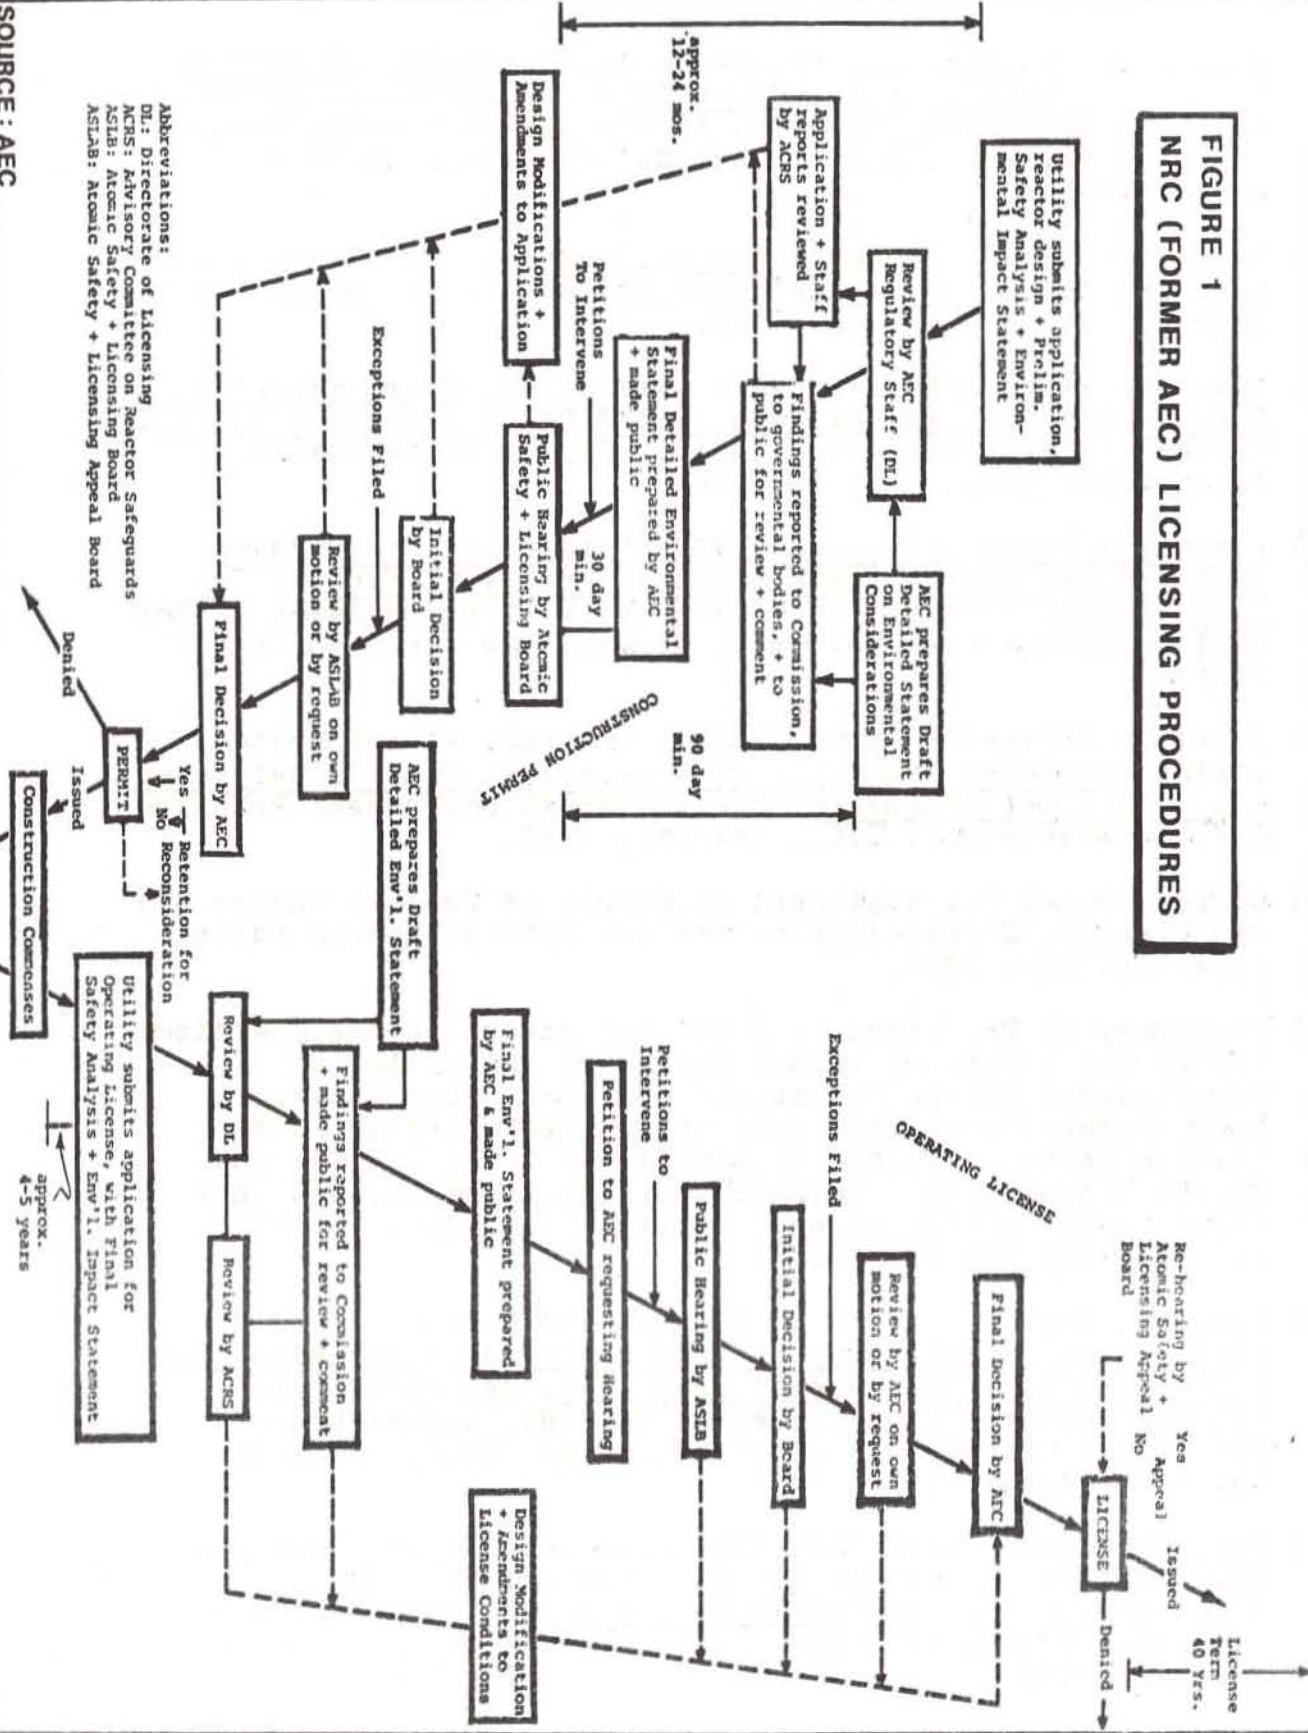 FIGURE 1
NRC (FORMER AEC) LICENSING PROCEDURES
Utility submits application,
reactor design + Prelim.
Safety Analysis + Environ-
mental Impact Statement
Review by AEC
Regulatory Staff (DL)
AEC prepares Draft
Detailed Statement
on Environmental
Considerations
Application + Staff
reports reviewed
by ACRS
Findings reported to Commission,
to governmental bodies, + to
public for review + comment
approx.
12-24 mos.
90 day
min.
Final Detailed Environmental
Statement prepared by AEC
+ made public
Petitions
To Intervene
30 day
min.
CONSTRUCTION PERMIT
Design Modifications +
Amendments to Application
Public Hearing by Atomic
Safety + Licensing Board
Initial Decision
by Board
Exceptions Filed
Review by ASLAB on own
motion or by request
Final Decision by AEC
Yes
No
Retention for
Reconsideration
PERMIT
Denied
Issued
Construction Commenses
Abbreviations:
DL: Directorate of Licensing
ACRS: Advisory Committee on Reactor Safeguards
ASLB: Atomic Safety + Licensing Board
ASLAB: Atomic Safety + Licensing Appeal Board
SOURCE: AEC
License
Term
40 Yrs.
Issued
Re-hearing by
Atomic Safety +
Licensing Appeal
Board
Yes
Appeal
No
LICENSE
Denied
OPERATING LICENSE
Final Decision by AEC
Review by AEC on own
motion or by request
Exceptions Filed
Initial Decision by Board
Public Hearing by ASLB
Petitions to
Intervene
Petition to AEC requesting Hearing
Final Env'l. Statement prepared
by AEC & made public
Design Modification
+ Amendments to
License Conditions
AEC prepares Draft
Detailed Env'l. Statement
Findings reported to Commission
+ made public for review + comment
Review by DL
Review by ACRS
Utility submits application for
Operating License, with Final
Safety Analysis + Env'l. Impact Statement
approx.
4-5 years